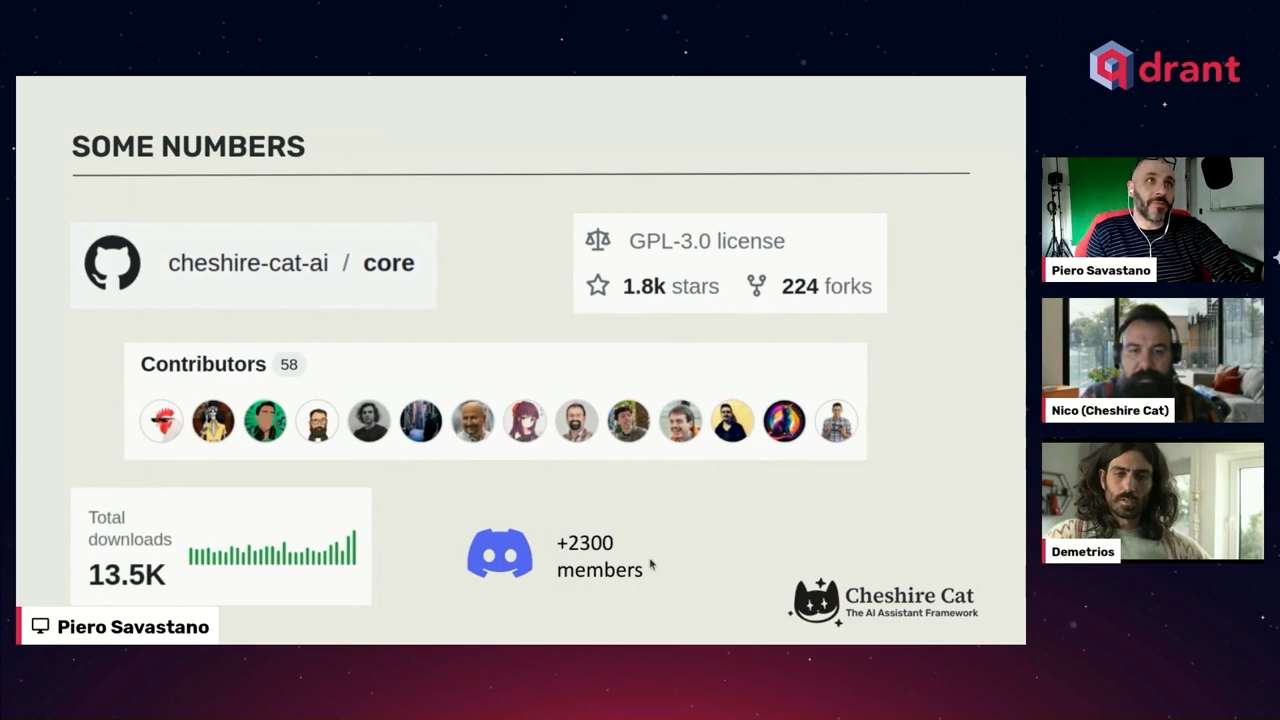 qdrant
SOME NUMBERS
cheshire-cat-ai / core
GPL-3.0 license
1.8k stars 224 forks
Contributors 58
Total
downloads
13.5K
+2300
members
Cheshire Cat
The AI Assistant Framework
Piero Savastano
Piero Savastano
Nico (Cheshire Cat)
Demetrios